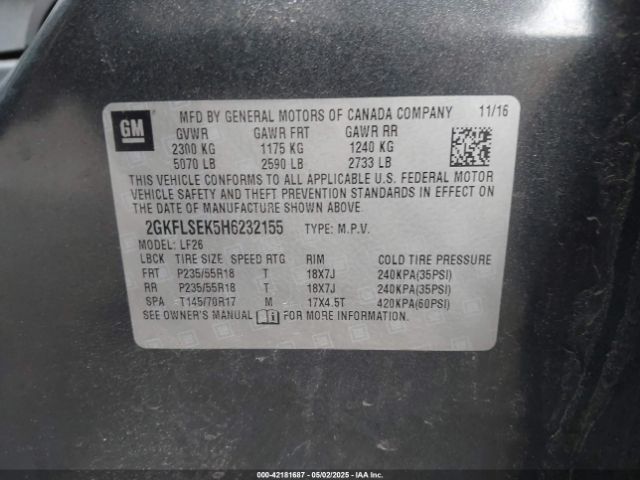 GM
MFD BY GENERAL MOTORS OF CANADA COMPANY 11/16
GVWR GAWR FRT GAWR RR
2300 KG 1175 KG 1240 KG
5070 LB 2590 LB 2733 LB
THIS VEHICLE CONFORMS TO ALL APPLICABLE U.S. FEDERAL MOTOR
VEHICLE SAFETY AND THEFT PREVENTION STANDARDS IN EFFECT ON
THE DATE OF MANUFACTURE SHOWN ABOVE.
2GKFLSEK5H6232155 TYPE: M.P.V.
MODEL: LF26
LBCK TIRE SIZE SPEED RTG RIM COLD TIRE PRESSURE
FRT P235/55R18 T 18X7J 240KPA(35PSI)
RR P235/55R18 T 18X7J 240KPA(35PSI)
SPA T145/70R17 M 17X4.5T 420KPA(60PSI)
SEE OWNER'S MANUAL FOR MORE INFORMATION.
000-42181687 - 05/02/2025 - IAAI.COM